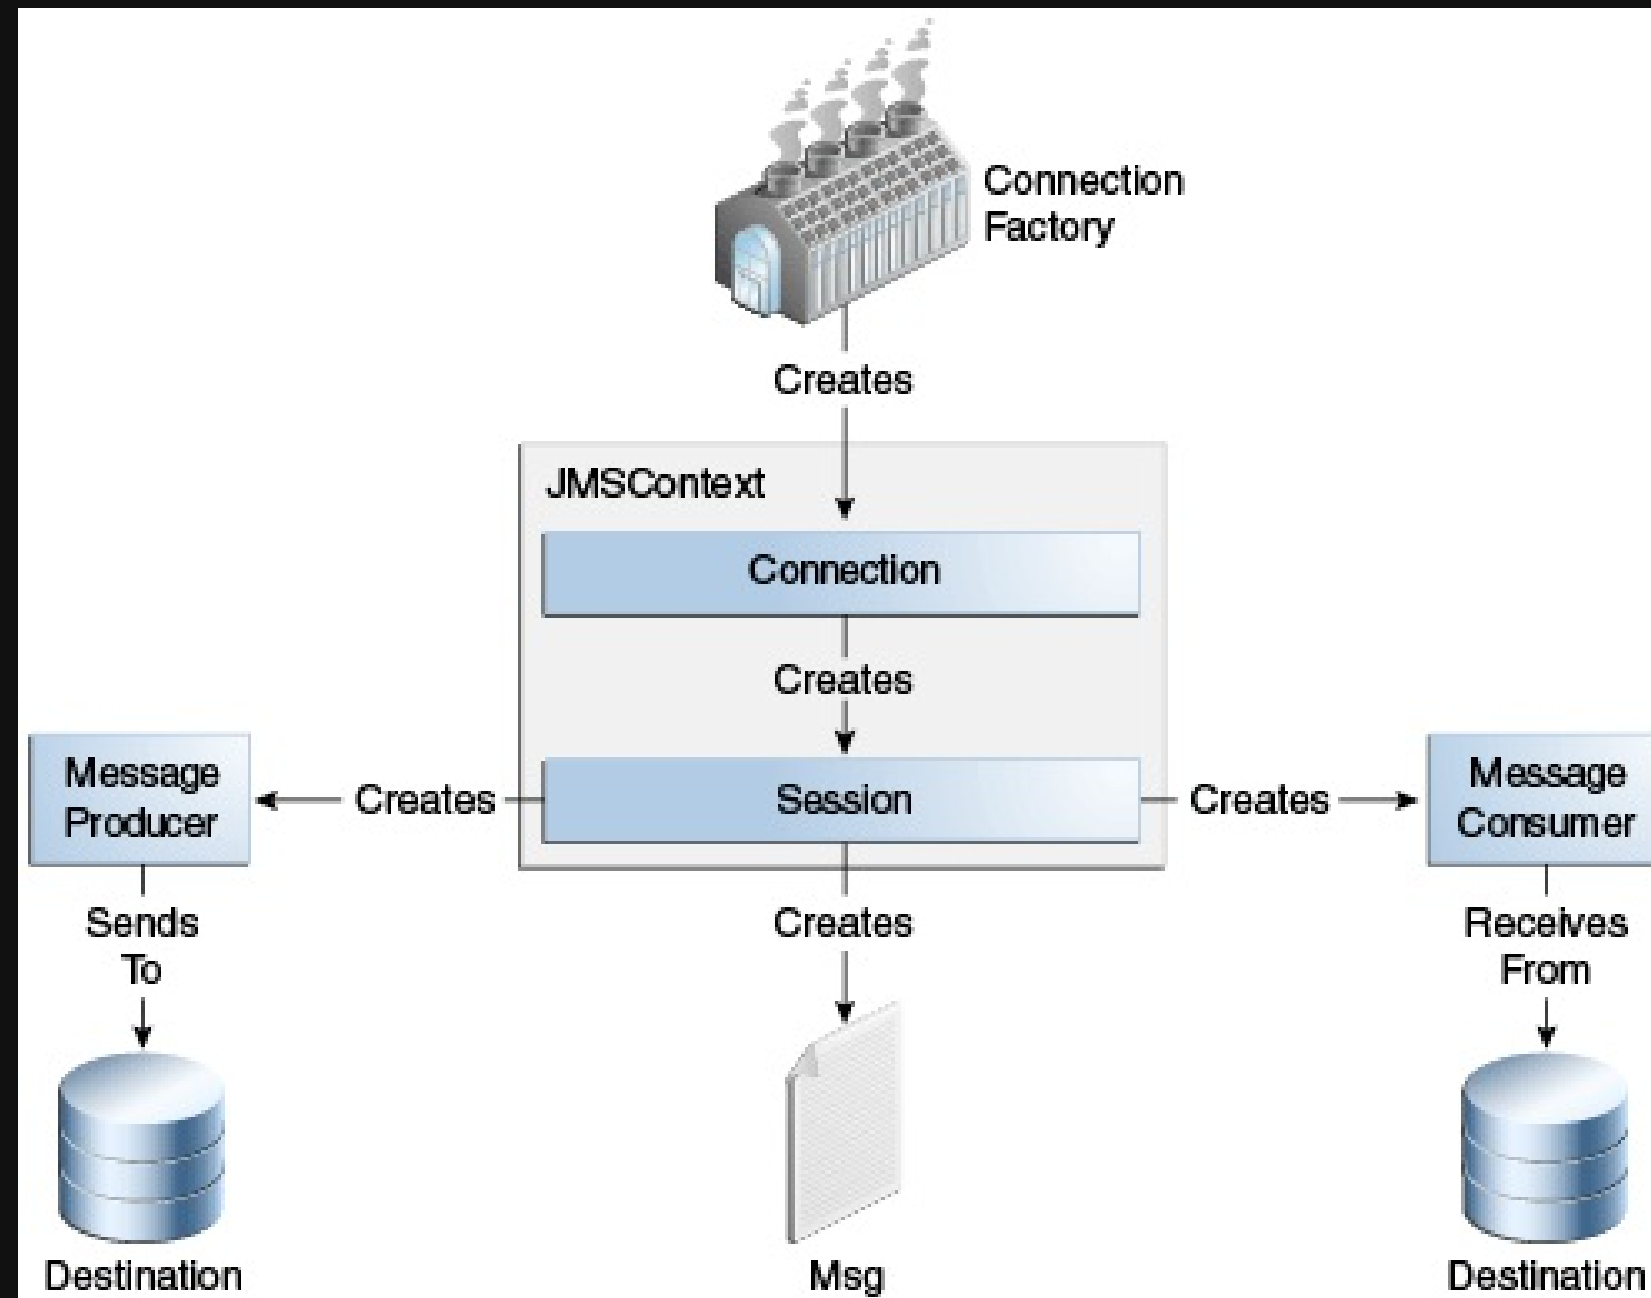 Connection
Factory
Creates
JMSContext
Connection
Creates
Message
Producer
Creates
Session
Creates
Message
Consumer
Sends
To
Creates
Receives
From
Destination
Msg
Destination